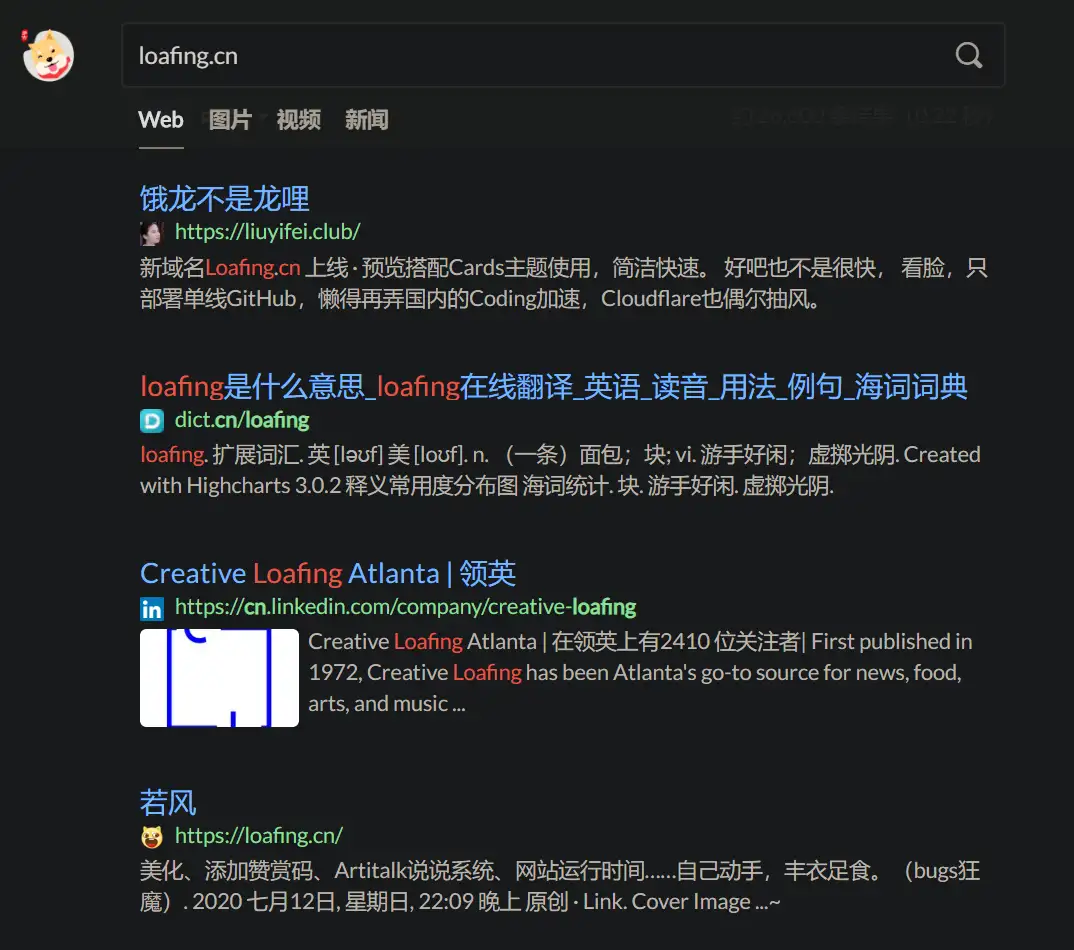 loafing.cn
Web 图片 视频 新闻
饿龙不是龙哩
https://liuyifei.club/
新域名Loafing.cn 上线 · 预览搭配Cards主题使用，简洁快速。 好吧也不是很快， 看脸，只
部署单线GitHub，懒得再弄国内的Coding加速，Cloudflare也偶尔抽风。
loafing是什么意思_loafing在线翻译_英语_读音_用法_例句_海词词典
dict.cn/loafing
loafing. 扩展词汇. 英 [ləʊf] 美 [loʊf]. n. （一条）面包；块; vi. 游手好闲；虚掷光阴. Created
with Highcharts 3.0.2 释义常用度分布图 海词统计. 块. 游手好闲. 虚掷光阴.
Creative Loafing Atlanta | 领英
https://cn.linkedin.com/company/creative-loafing
Creative Loafing Atlanta | 在领英上有2410 位关注者| First published in
1972, Creative Loafing has been Atlanta's go-to source for news, food,
arts, and music ...
若风
https://loafing.cn/
美化、添加赞赏码、Artitalk说说系统、网站运行时间……自己动手，丰衣足食。（bugs狂
魔）. 2020 七月12日, 星期日, 22:09 晚上 原创 · Link. Cover Image ...~